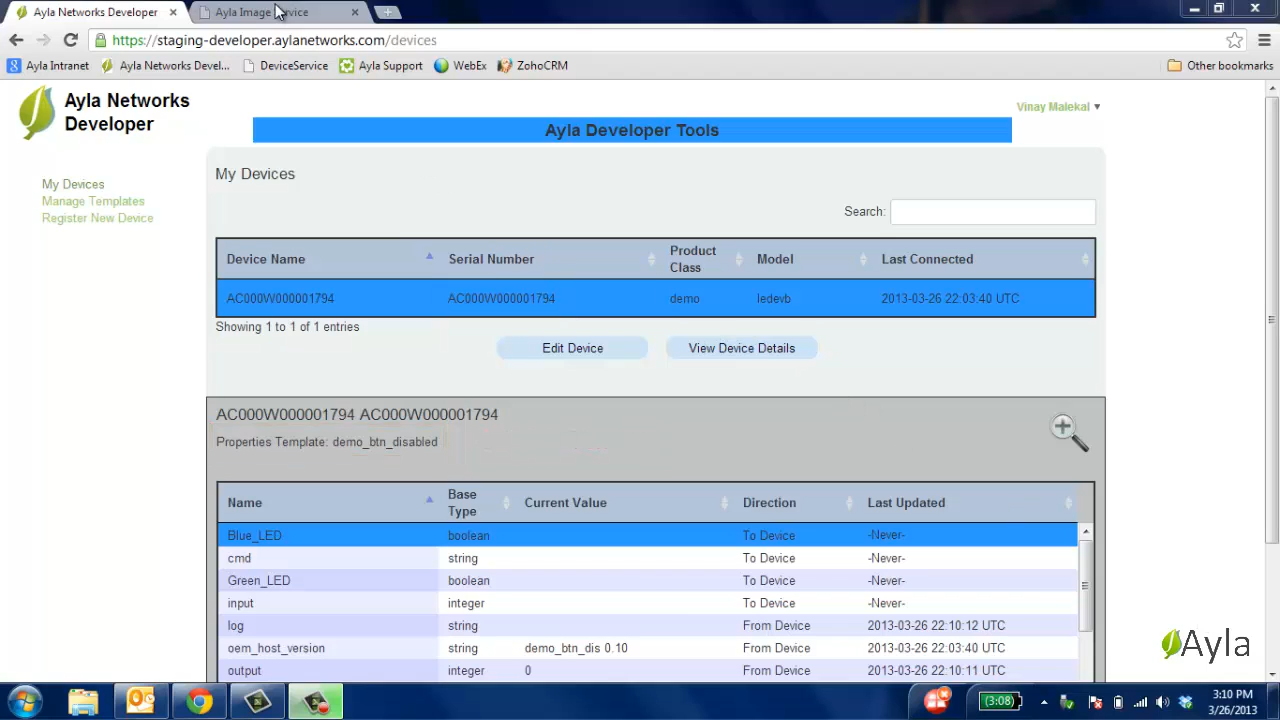 Ayla Networks Developer
Ayla Image Service
https://staging-developer.aylanetworks.com/devices
Ayla Intranet
Ayla Networks Devel...
DeviceService
Ayla Support
WebEx
ZohoCRM
Other bookmarks
Ayla Networks
Developer
Vinay Malekal
Ayla Developer Tools
My Devices
Manage Templates
Register New Device
My Devices
Search:
Device Name Serial Number Product Class Model Last Connected
AC000W000001794 AC000W000001794 demo ledevb 2013-03-26 22:03:40 UTC
Showing 1 to 1 of 1 entries
Edit Device View Device Details
AC000W000001794 AC000W000001794
Properties Template: demo_btn_disabled
Name Base Type Current Value Direction Last Updated
Blue_LED boolean To Device -Never-
cmd string To Device -Never-
Green_LED boolean To Device -Never-
input integer To Device -Never-
log string From Device 2013-03-26 22:10:12 UTC
oem_host_version string demo_btn_dis 0.10 From Device 2013-03-26 22:03:40 UTC
output integer 0 From Device 2013-03-26 22:10:11 UTC
Ayla
(3:08)
3:10 PM
3/26/2013